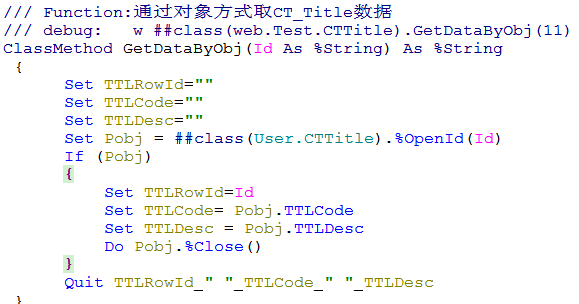 /// Function:通过对象方式取CT_Title数据
/// debug:   w ##class(web.Test.CTTitle).GetDataByObj(11)
ClassMethod GetDataByObj(Id As %String) As %String
{
Set TTLRowId=""
Set TTLCode=""
Set TTLDesc=""
Set Pobj = ##class(User.CTTitle).%OpenId(Id)
If (Pobj)
{
Set TTLRowId=Id
Set TTLCode= Pobj.TTLCode
Set TTLDesc = Pobj.TTLDesc
Do Pobj.%Close()
}
Quit TTLRowId_" "_TTLCode_" "_TTLDesc
}